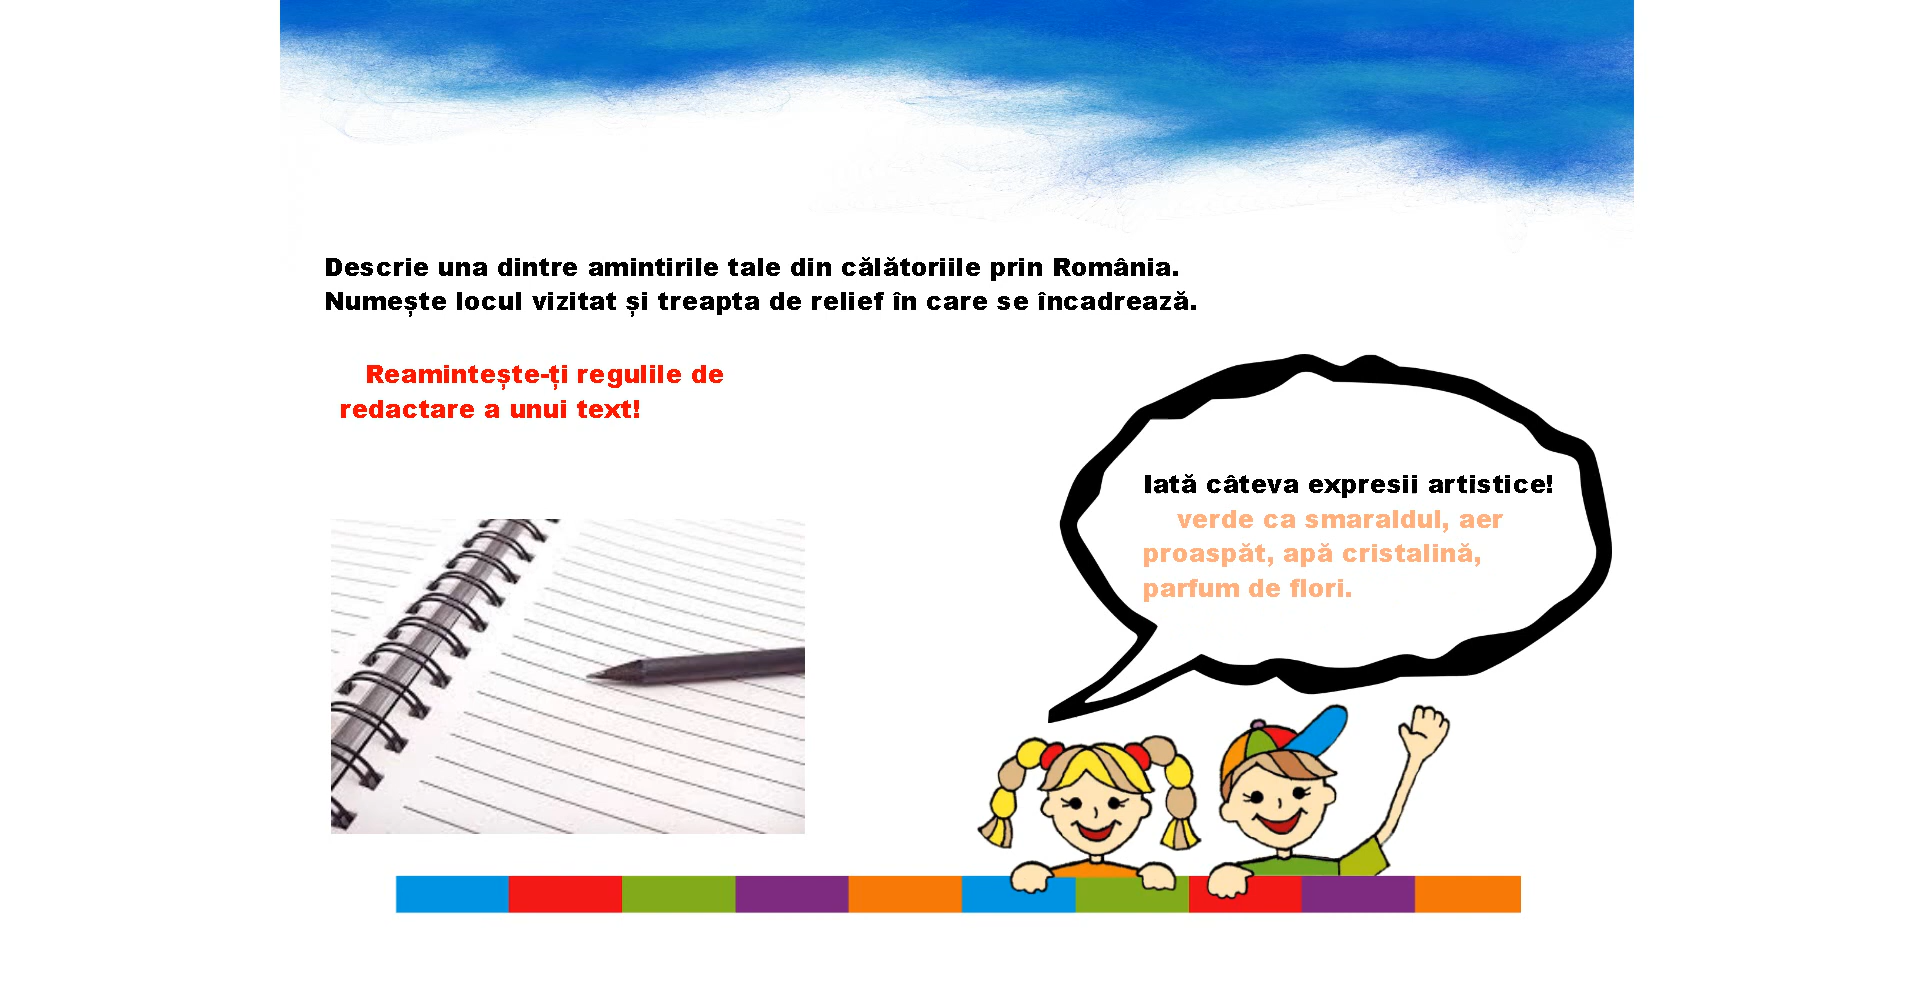 Descrie una dintre amintirile tale din călătoriile prin România.
Numește locul vizitat și treapta de relief în care se încadrează.
Reamintește-ți regulile de
redactare a unui text!
Iată câteva expresii artistice!
verde ca smaraldul, aer
proaspăt, apă cristalină,
parfum de flori.